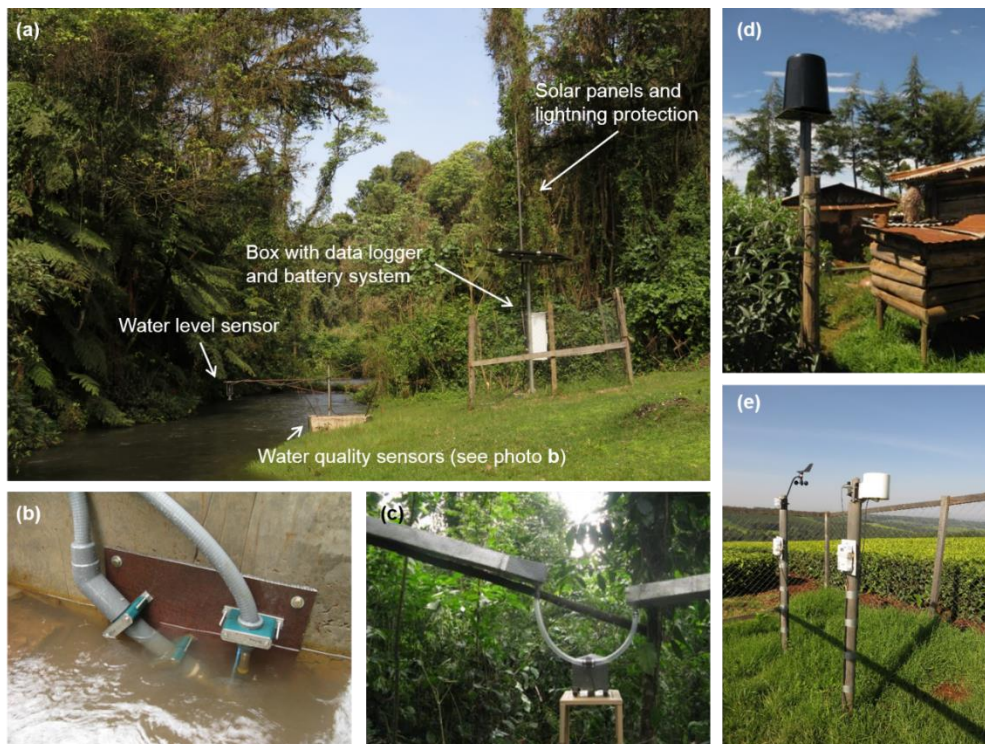 (a)
Solar panels and
lightning protection
Box with data logger
and battery system
Water level sensor
Water quality sensors (see photo b)
(b)
(c)
(d)
(e)